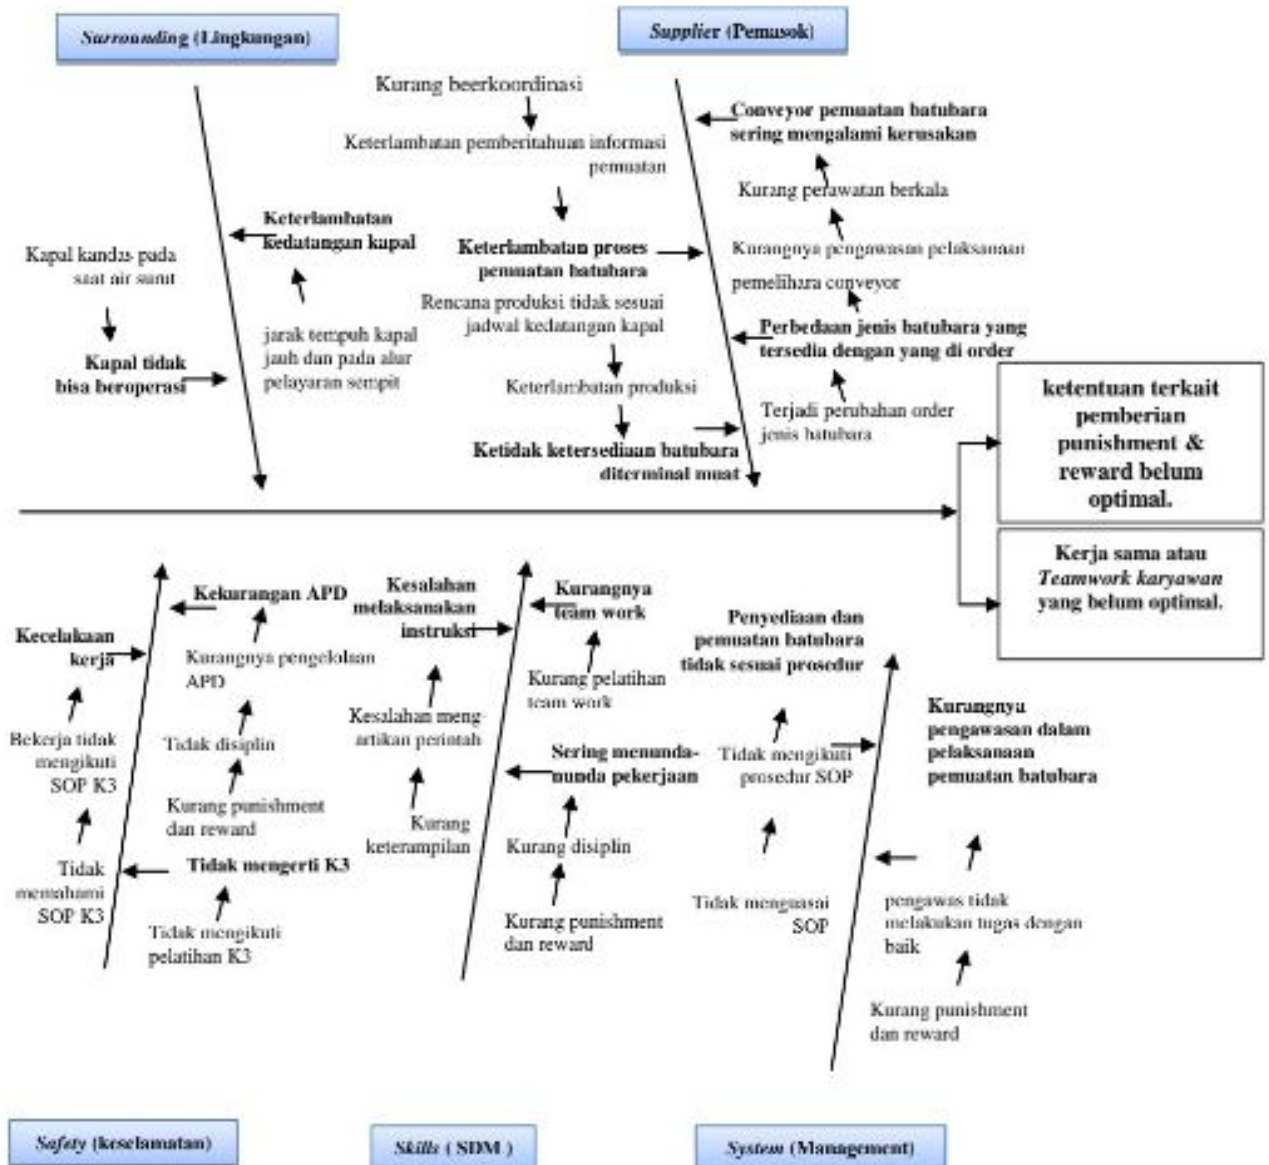 Surrounding (Lingkungan)
Supplier (Pemasok)
Kurang beerkoordinasi
Keterlambatan pemberitahuan informasi
pemuatan
Keterlambatan proses
pemuatan batubara
Rencana produksi tidak sesuai
jadwal kedatangan kapal
Keterlambatan produksi
Ketidak ketersediaan batubara
diterminal muat
Conveyor pemuatan batubara
sering mengalami kerusakan
Kurang perawatan berkala
Kurangnya pengawasan pelaksanaan
pemelihara conveyor
Perbedaan jenis batubara yang
tersedia dengan yang di order
Terjadi perubahan order
jenis batubara
Keterlambatan
kedatangan kapal
jarak tempuh kapal
jauh dan pada alur
pelayaran sempit
Kapal kandas pada
saat air surut
Kapal tidak
bisa beroperasi
ketentuan terkait
pemberian
punishment &
reward belum
optimal.
Kerja sama atau
Teamwork karyawan
yang belum optimal.
Kecelakaan
kerja
Bekerja tidak
mengikuti
SOP K3
Tidak
memahami
SOP K3
Kekurangan APD
Kurangnya pengelolaan
APD
Tidak disiplin
Kurang punishment
dan reward
Tidak mengerti K3
Tidak mengikuti
pelatihan K3
Kesalahan
melaksanakan
instruksi
Kesalahan meng-
artikan perintah
Kurang
keterampilan
Kurangnya
team work
Kurang pelatihan
team work
Sering menunda-
nunda pekerjaan
Kurang disiplin
Kurang punishment
dan reward
Penyediaan dan
pemuatan batubara
tidak sesuai prosedur
Tidak mengikuti
prosedur SOP
Tidak menguasai
SOP
Kurangnya
pengawasan dalam
pelaksanaan
pemuatan batubara
pengawas tidak
melakukan tugas dengan
baik
Kurang punishment
dan reward
Safety (keselamatan)
Skills ( SDM )
System (Management)